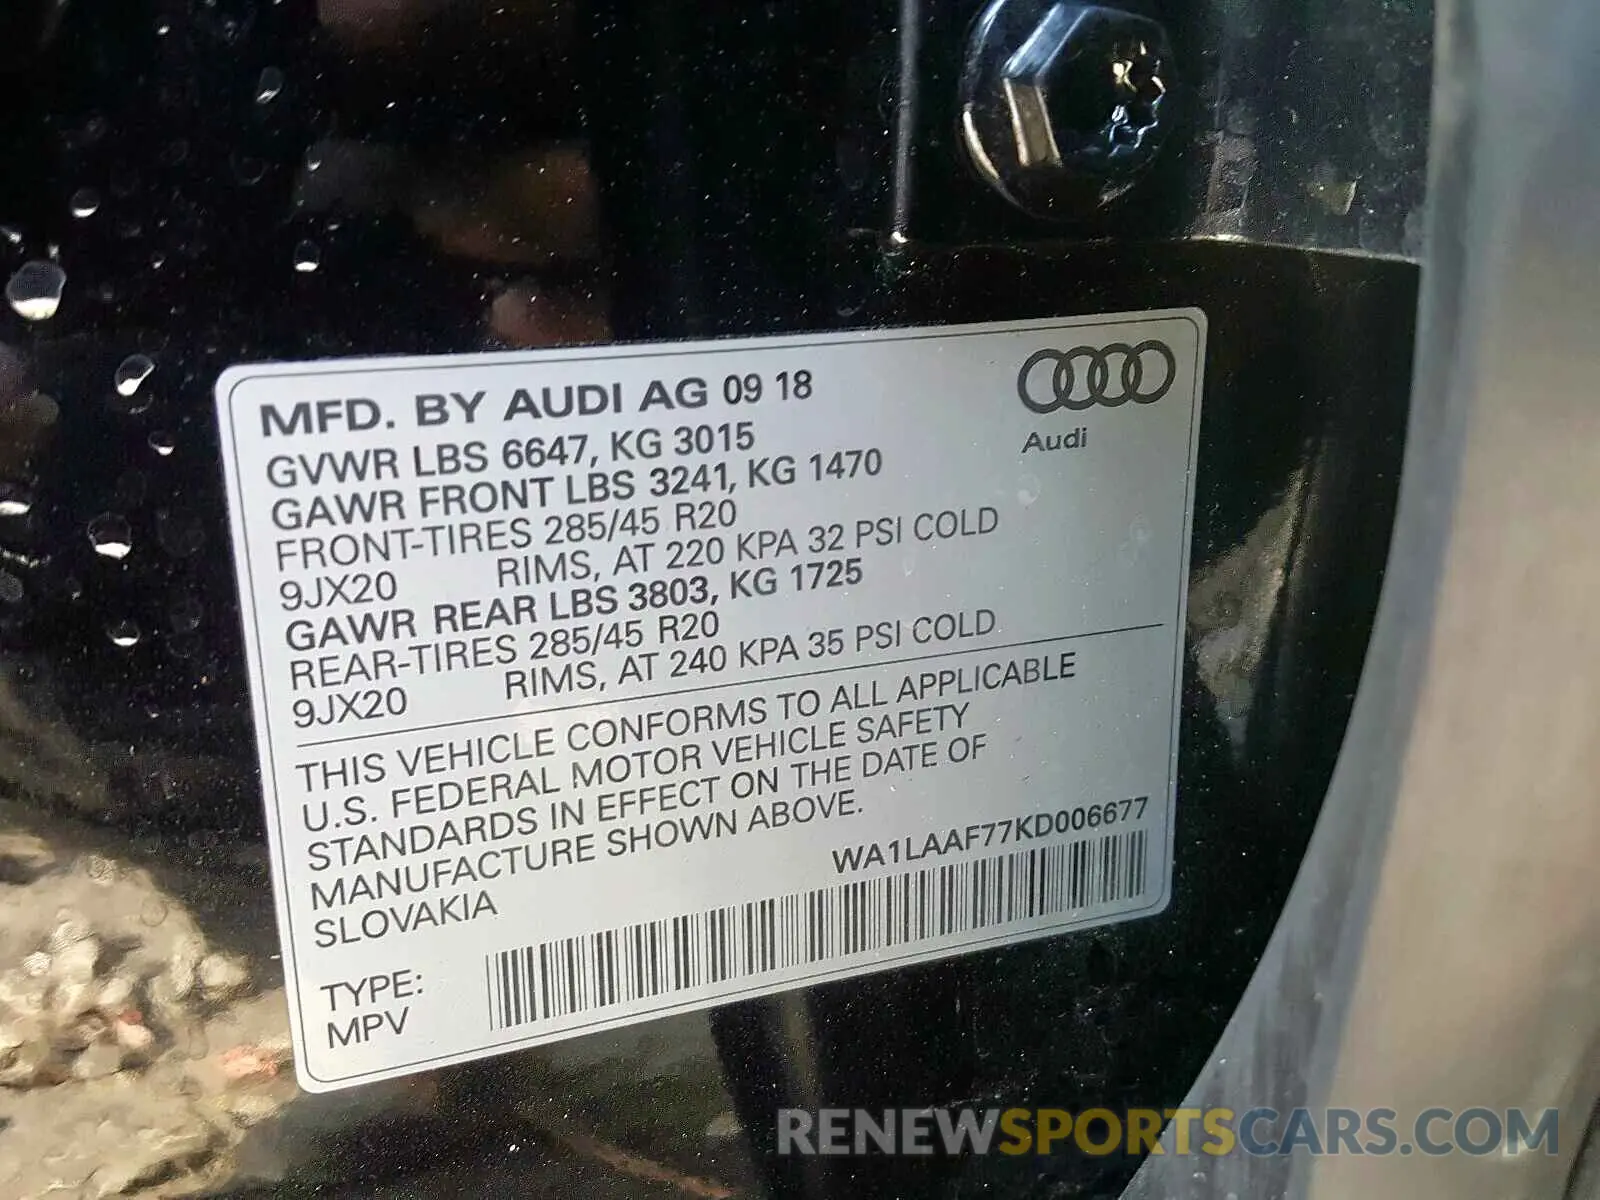 MFD. BY AUDI AG 09 18
GVWR LBS 6647, KG 3015
GAWR FRONT LBS 3241, KG 1470
FRONT-TIRES 285/45 R20
9JX20 RIMS, AT 220 KPA 32 PSI COLD
GAWR REAR LBS 3803, KG 1725
REAR-TIRES 285/45 R20
9JX20 RIMS, AT 240 KPA 35 PSI COLD
Audi
THIS VEHICLE CONFORMS TO ALL APPLICABLE
U.S. FEDERAL MOTOR VEHICLE SAFETY
STANDARDS IN EFFECT ON THE DATE OF
MANUFACTURE SHOWN ABOVE.
SLOVAKIA
WA1LAAF77KD006677
TYPE:
MPV
RENEWSPORTSCARS.COM